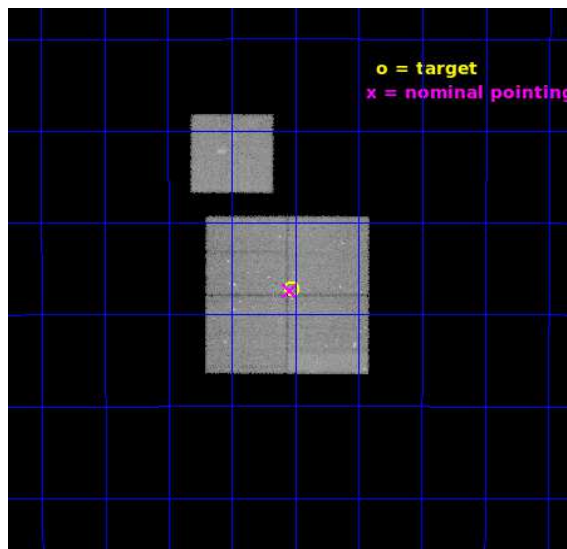 o = target
x = nominal pointing